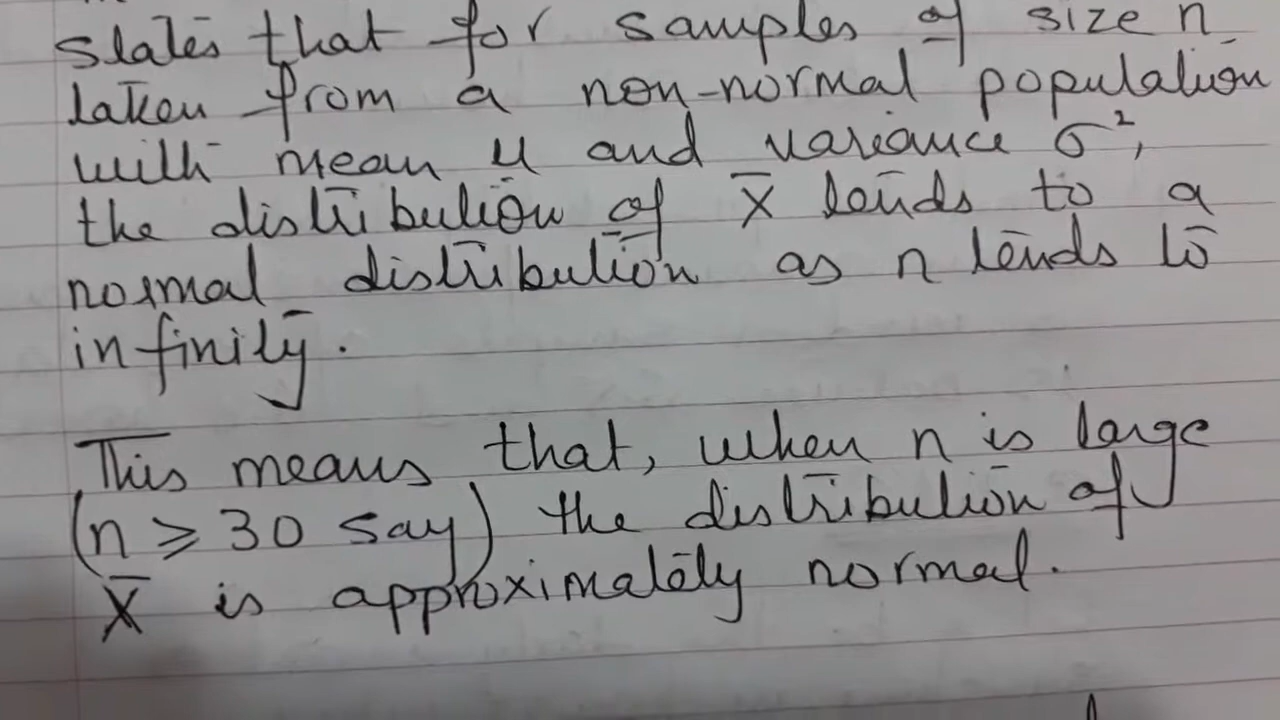 states that for samples of size n
taken from a non-normal population
with mean μ and variance σ²,
the distribution of X̄ tends to a
normal distribution as n tends to
infinity.
This means that, when n is large
(n ⩾ 30 say) the distribution of
X̄ is approximately normal.